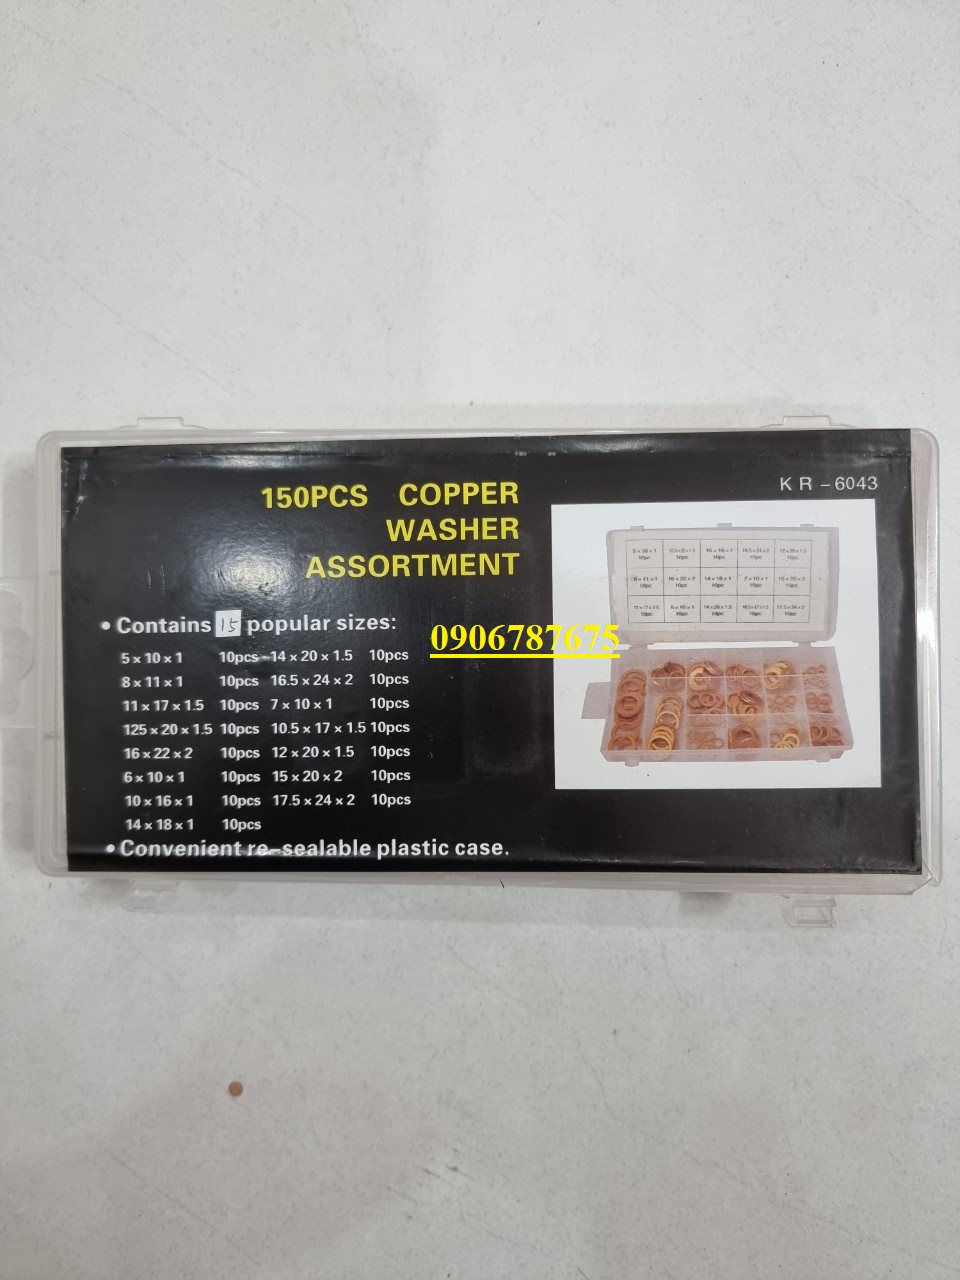 KR-6043
150PCS COPPER
WASHER
ASSORTMENT
• Contains 15 popular sizes:
0906787675
5 x 10 x 1 10pcs 14 x 20 x 1.5 10pcs
8 x 11 x 1 10pcs 16.5 x 24 x 2 10pcs
11 x 17 x 1.5 10pcs 7 x 10 x 1 10pcs
125 x 20 x 1.5 10pcs 10.5 x 17 x 1.5 10pcs
16 x 22 x 2 10pcs 12 x 20 x 1.5 10pcs
6 x 10 x 1 10pcs 15 x 20 x 2 10pcs
10 x 16 x 1 10pcs 17.5 x 24 x 2 10pcs
14 x 18 x 1 10pcs
• Convenient re-sealable plastic case.